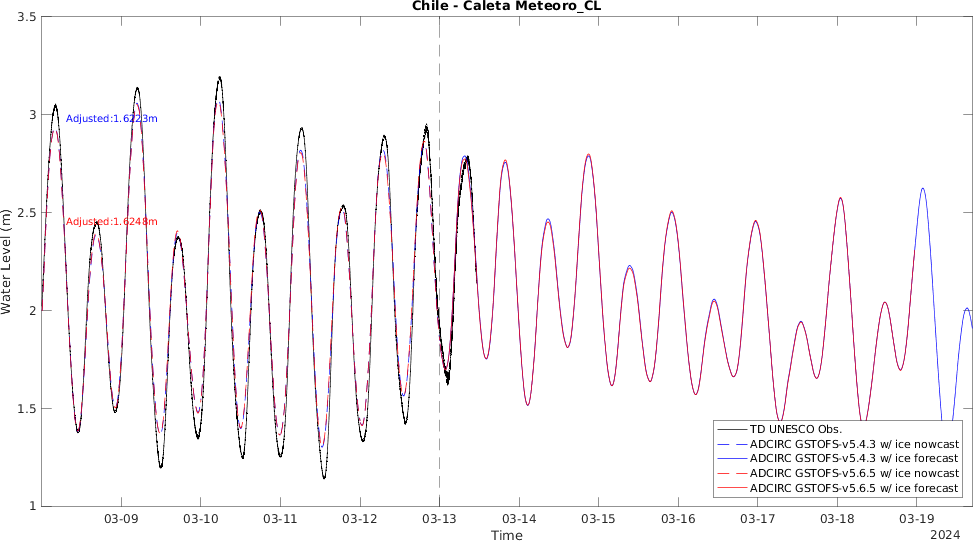 Chile - Caleta Meteoro_CL
3.5
3
2.5
2
1.5
1
Water Level (m)
Adjusted:1.6223m
Adjusted:1.6248m
TD UNESCO Obs.
ADCIRC GSTOFS-v5.4.3 w/ ice nowcast
ADCIRC GSTOFS-v5.4.3 w/ ice forecast
ADCIRC GSTOFS-v5.6.5 w/ ice nowcast
ADCIRC GSTOFS-v5.6.5 w/ ice forecast
03-09 03-10 03-11 03-12 03-13 03-14 03-15 03-16 03-17 03-18 03-19
Time
2024